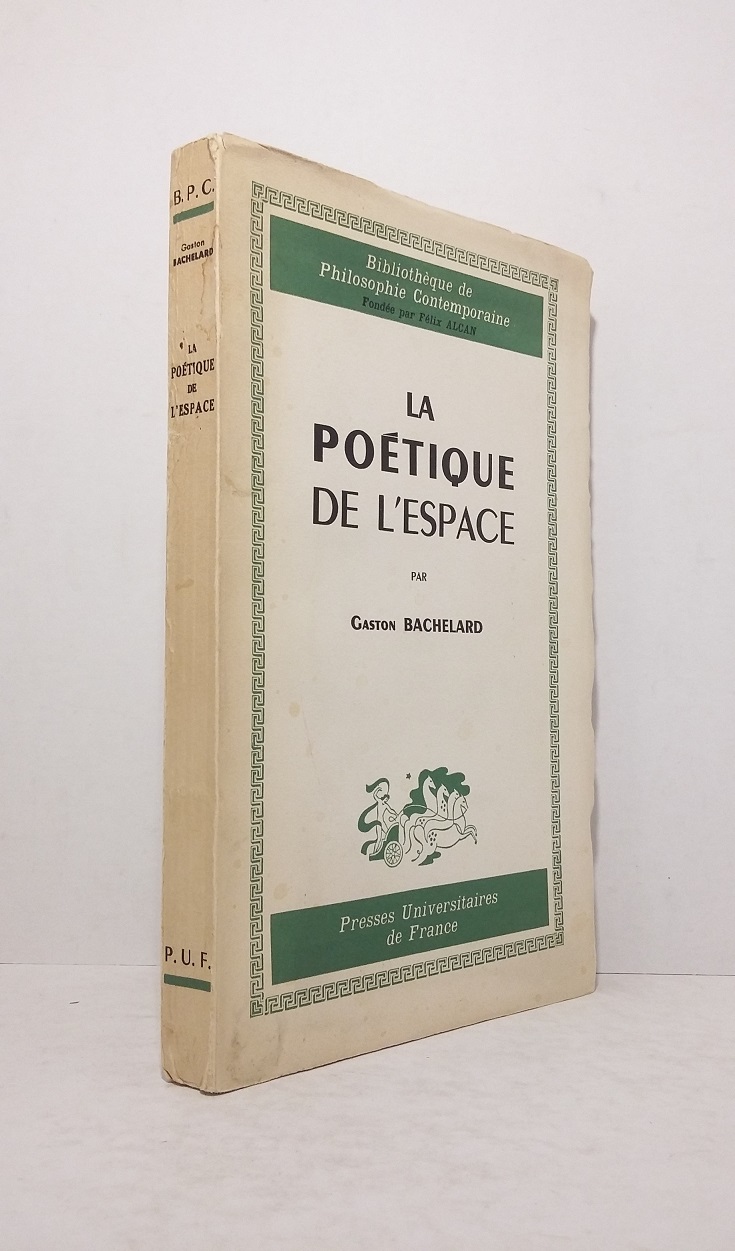 B. P. C.
Gaston
BACHELARD
LA
POÉTIQUE
DE
L'ESPACE
P. U. F.
Bibliothèque de
Philosophie Contemporaine
Fondée par Félix ALCAN
LA
POÉTIQUE
DE L'ESPACE
PAR
GASTON BACHELARD
Presses Universitaires
de France